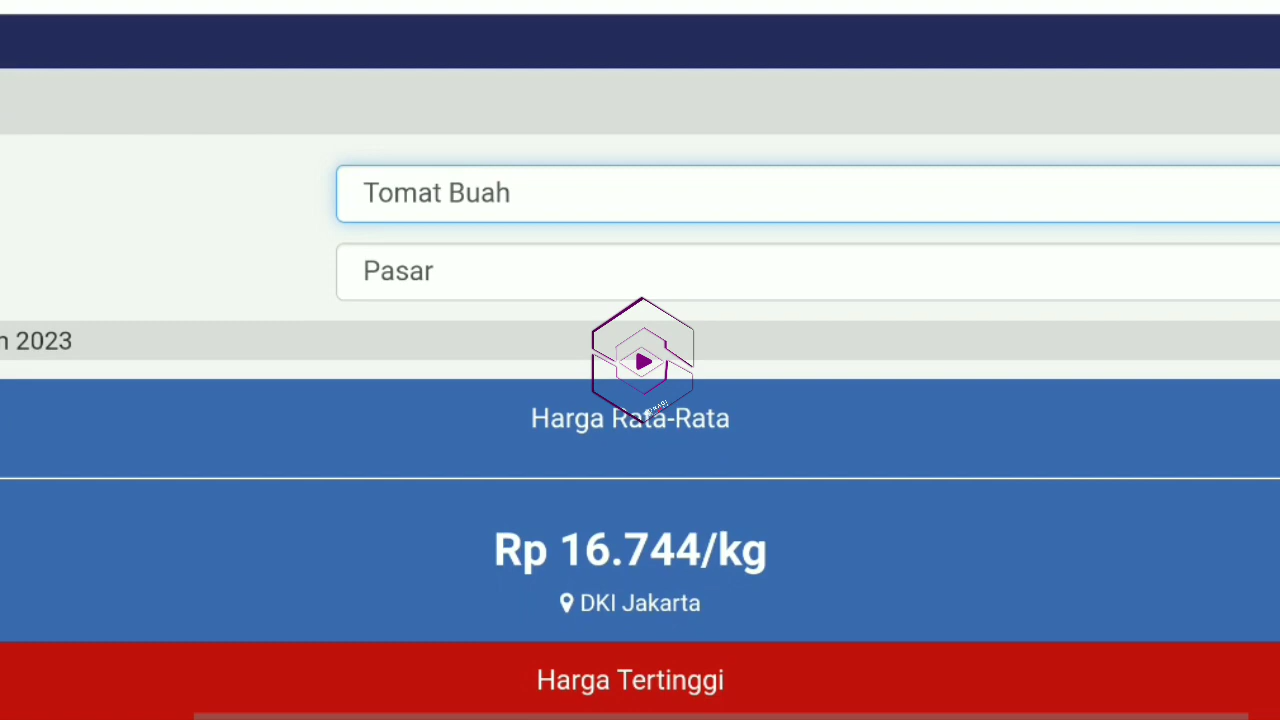 Tomat Buah
Pasar
2023
Harga Rata-Rata
Rp 16.744/kg
DKI Jakarta
Harga Tertinggi